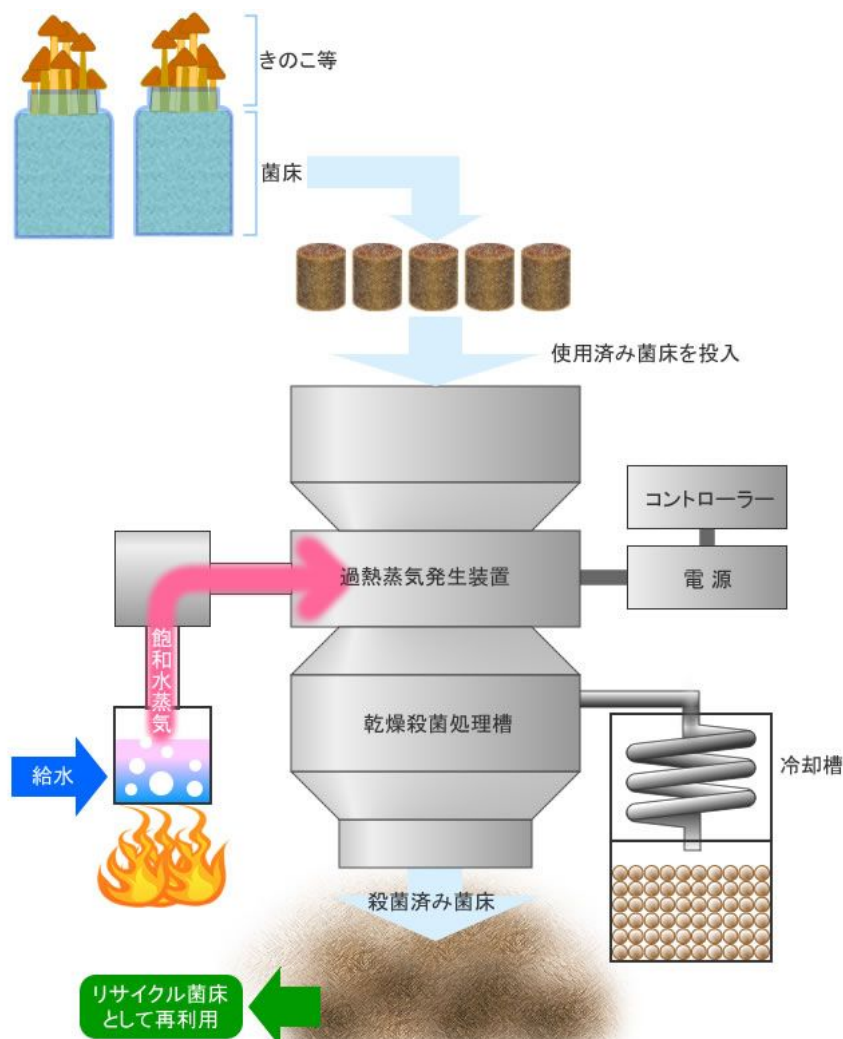 きのこ等
菌床
使用済み菌床を投入
コントローラー
過熱蒸気発生装置
電 源
飽和水蒸気
乾燥殺菌処理槽
給水
冷却槽
殺菌済み菌床
リサイクル菌床
として再利用